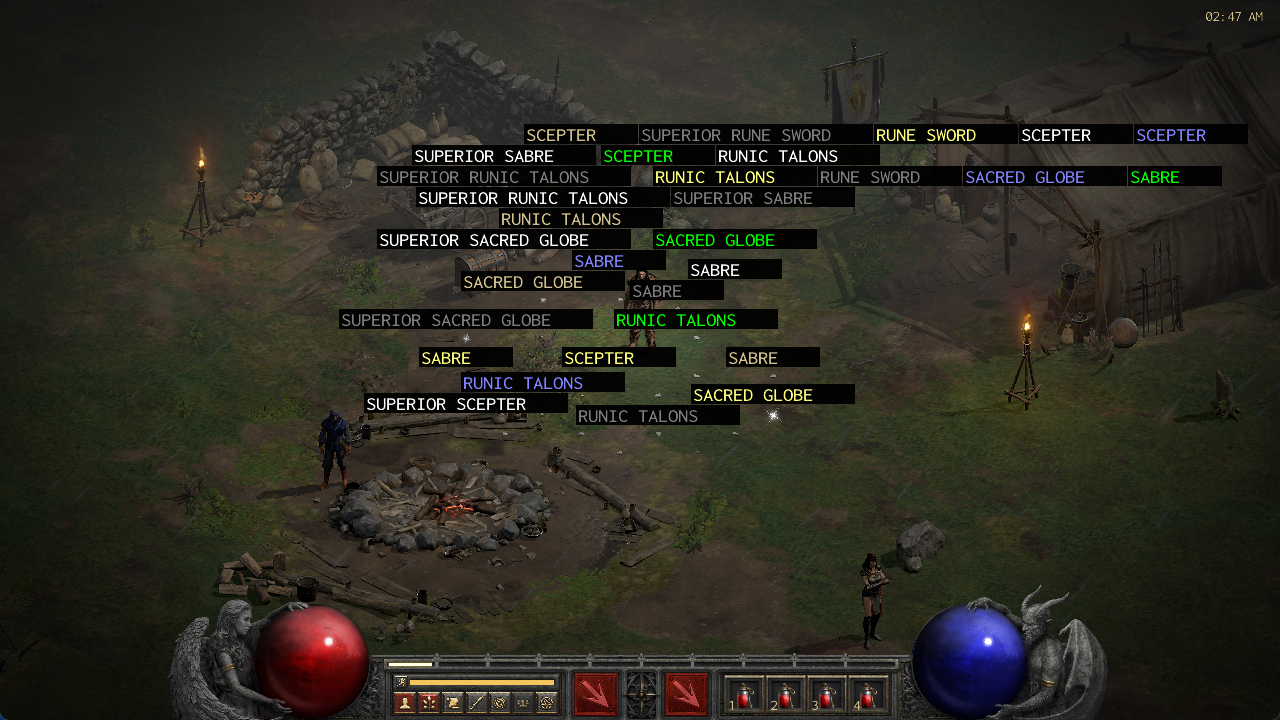 02:47 AM
SCEPTER SUPERIOR RUNE SWORD RUNE SWORD SCEPTER SCEPTER
SUPERIOR SABRE SCEPTER RUNIC TALONS
SUPERIOR RUNIC TALONS RUNIC TALONS RUNE SWORD SACRED GLOBE SABRE
SUPERIOR RUNIC TALONS SUPERIOR SABRE
RUNIC TALONS
SUPERIOR SACRED GLOBE SACRED GLOBE
SABRE
SABRE
SACRED GLOBE
SABRE
SUPERIOR SACRED GLOBE RUNIC TALONS
SABRE SCEPTER SABRE
RUNIC TALONS
SACRED GLOBE
SUPERIOR SCEPTER
RUNIC TALONS
1 2 3 4